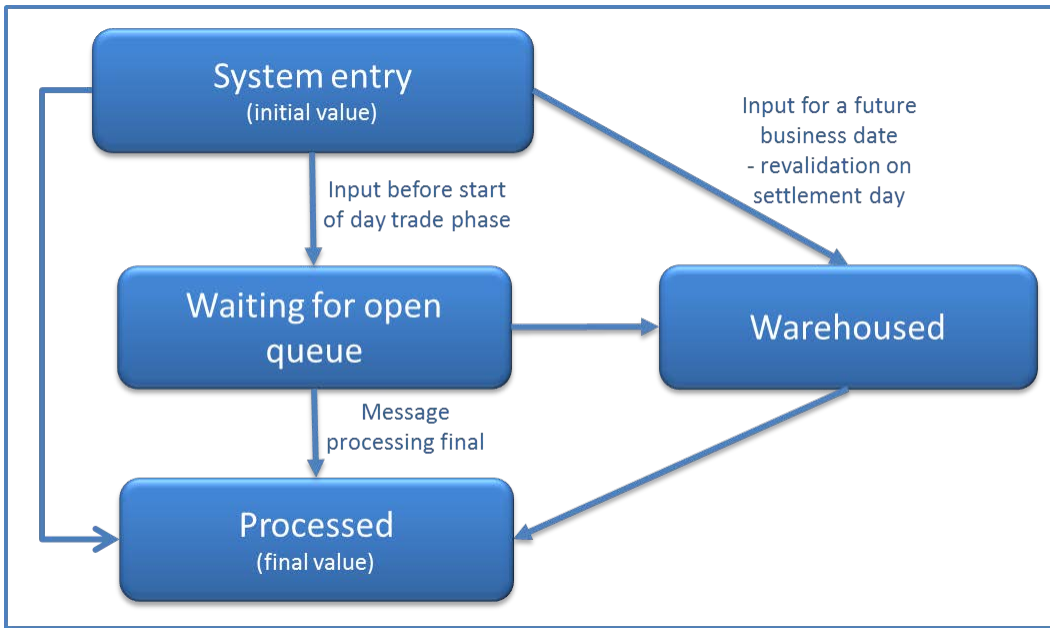 System entry
(initial value)
Input for a future
business date
- revalidation on
settlement day
Input before start
of day trade phase
Waiting for open
queue
Warehoused
Message
processing final
Processed
(final value)